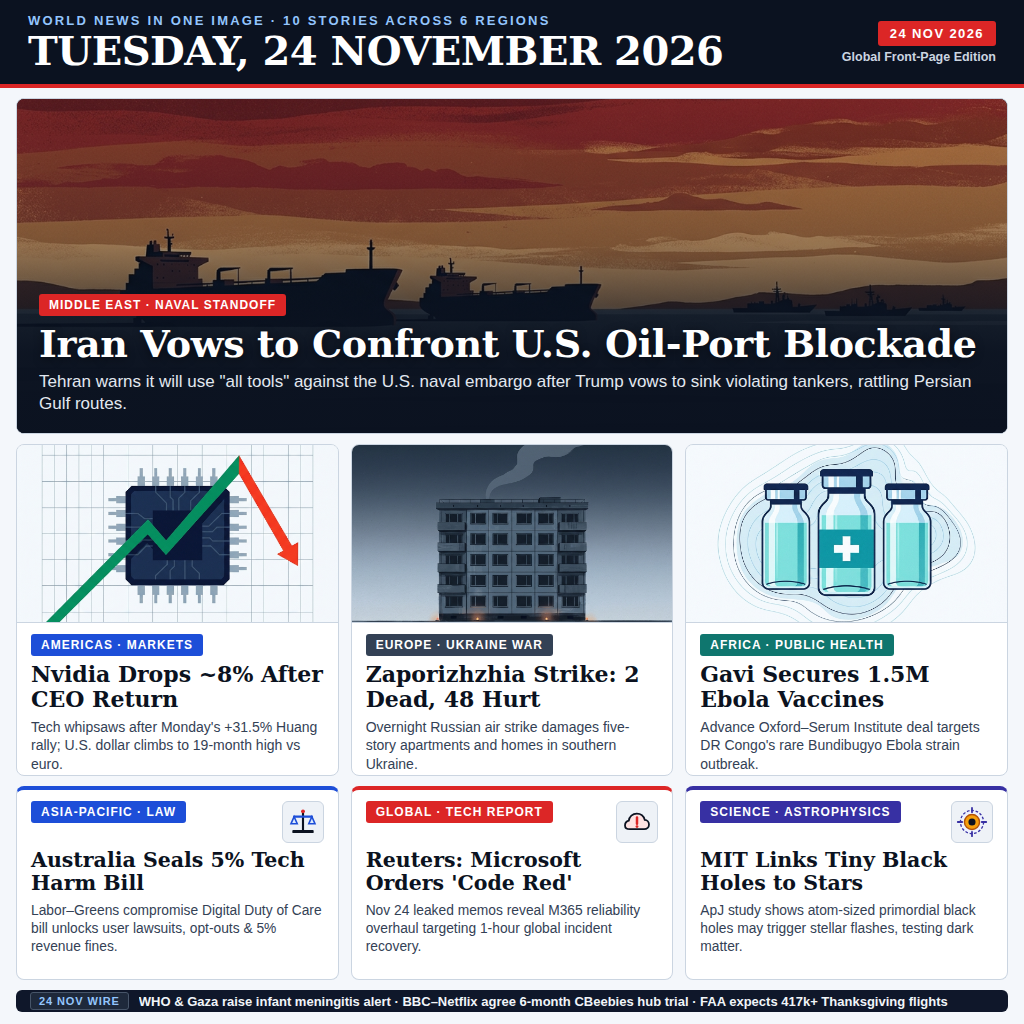 WORLD NEWS IN ONE IMAGE · 10 STORIES ACROSS 6 REGIONS
TUESDAY, 24 NOVEMBER 2026
24 NOV 2026
Global Front-Page Edition
MIDDLE EAST · NAVAL STANDOFF
Iran Vows to Confront U.S. Oil-Port Blockade
Tehran warns it will use "all tools" against the U.S. naval embargo after Trump vows to sink violating tankers, rattling Persian
Gulf routes.
AMERICAS · MARKETS
Nvidia Drops ~8% After
CEO Return
Tech whipsaws after Monday's +31.5% Huang
rally; U.S. dollar climbs to 19-month high vs
euro.
EUROPE · UKRAINE WAR
Zaporizhzhia Strike: 2
Dead, 48 Hurt
Overnight Russian air strike damages five-
story apartments and homes in southern
Ukraine.
AFRICA · PUBLIC HEALTH
Gavi Secures 1.5M
Ebola Vaccines
Advance Oxford–Serum Institute deal targets
DR Congo's rare Bundibugyo Ebola strain
outbreak.
ASIA-PACIFIC · LAW
Australia Seals 5% Tech
Harm Bill
Labor–Greens compromise Digital Duty of Care
bill unlocks user lawsuits, opt-outs & 5%
revenue fines.
GLOBAL · TECH REPORT
Reuters: Microsoft
Orders 'Code Red'
Nov 24 leaked memos reveal M365 reliability
overhaul targeting 1-hour global incident
recovery.
SCIENCE · ASTROPHYSICS
MIT Links Tiny Black
Holes to Stars
ApJ study shows atom-sized primordial black
holes may trigger stellar flashes, testing dark
matter.
24 NOV WIRE
WHO & Gaza raise infant meningitis alert · BBC–Netflix agree 6-month CBeebies hub trial · FAA expects 417k+ Thanksgiving flights